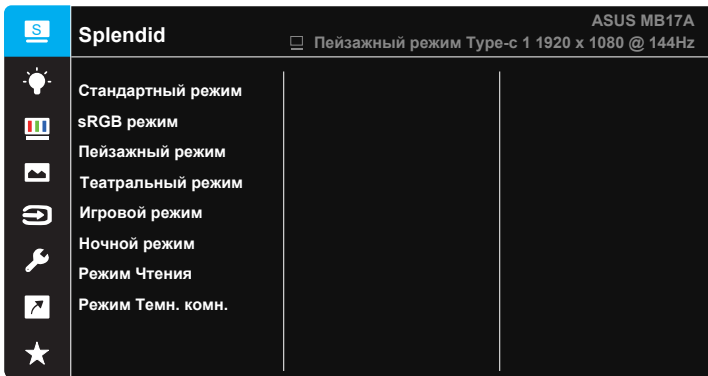 S
Splendid
ASUS MB17A
Пейзажный режим Type-c 1 1920 x 1080 @ 144Hz
Стандартный режим
sRGB режим
Пейзажный режим
Театральный режим
Игровой режим
Ночной режим
Режим Чтения
Режим Темн. комн.